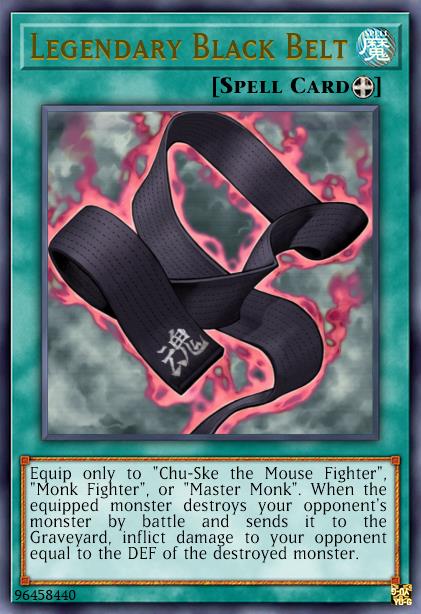 Legendary Black Belt
魔
[Spell Card]
魂
Equip only to "Chu-Ske the Mouse Fighter",
"Monk Fighter", or "Master Monk". When the
equipped monster destroys your opponent's
monster by battle and sends it to the
Graveyard, inflict damage to your opponent
equal to the DEF of the destroyed monster.
96458440